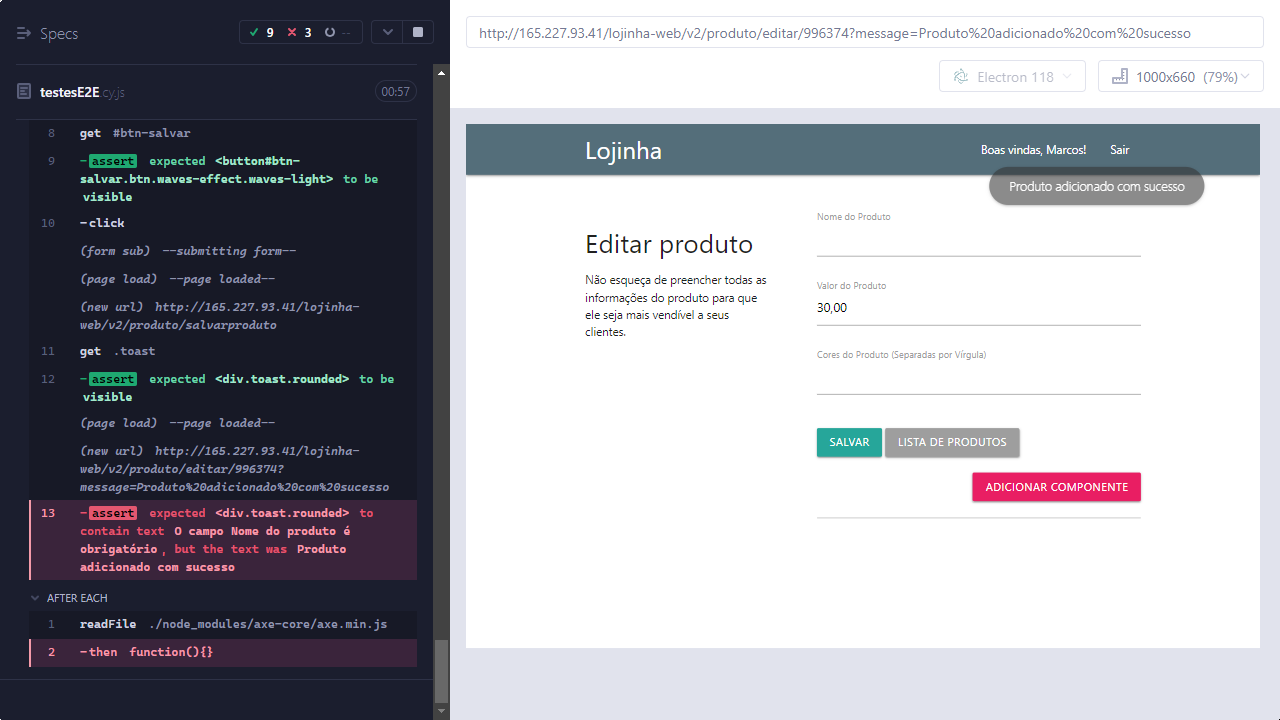 Specs
9
3
--
testesE2E.cy.js
00:57
8 get #btn-salvar
9 -assert expected <button#btn-
salvar.btn.waves-effect.waves-light> to be
visible
10 -click
(form sub) --submitting form--
(page load) --page loaded--
(new url) http://165.227.93.41/lojinha-
web/v2/produto/salvarproduto
11 get .toast
12 -assert expected <div.toast.rounded> to be
visible
(page load) --page loaded--
(new url) http://165.227.93.41/lojinha-
web/v2/produto/editar/996374?
message=Produto%20adicionado%20com%20sucesso
13 -assert expected <div.toast.rounded> to
contain text O campo Nome do produto é
obrigatório, but the text was Produto
adicionado com sucesso
AFTER EACH
1 readFile ./node_modules/axe-core/axe.min.js
2 -then function(){}
http://165.227.93.41/lojinha-web/v2/produto/editar/996374?message=Produto%20adicionado%20com%20sucesso
Electron 118
1000x660 (79%)
Lojinha
Boas vindas, Marcos!
Sair
Produto adicionado com sucesso
Editar produto
Não esqueça de preencher todas as
informações do produto para que
ele seja mais vendível a seus
clientes.
Nome do Produto
Valor do Produto
30,00
Cores do Produto (Separadas por Vírgula)
SALVAR
LISTA DE PRODUTOS
ADICIONAR COMPONENTE